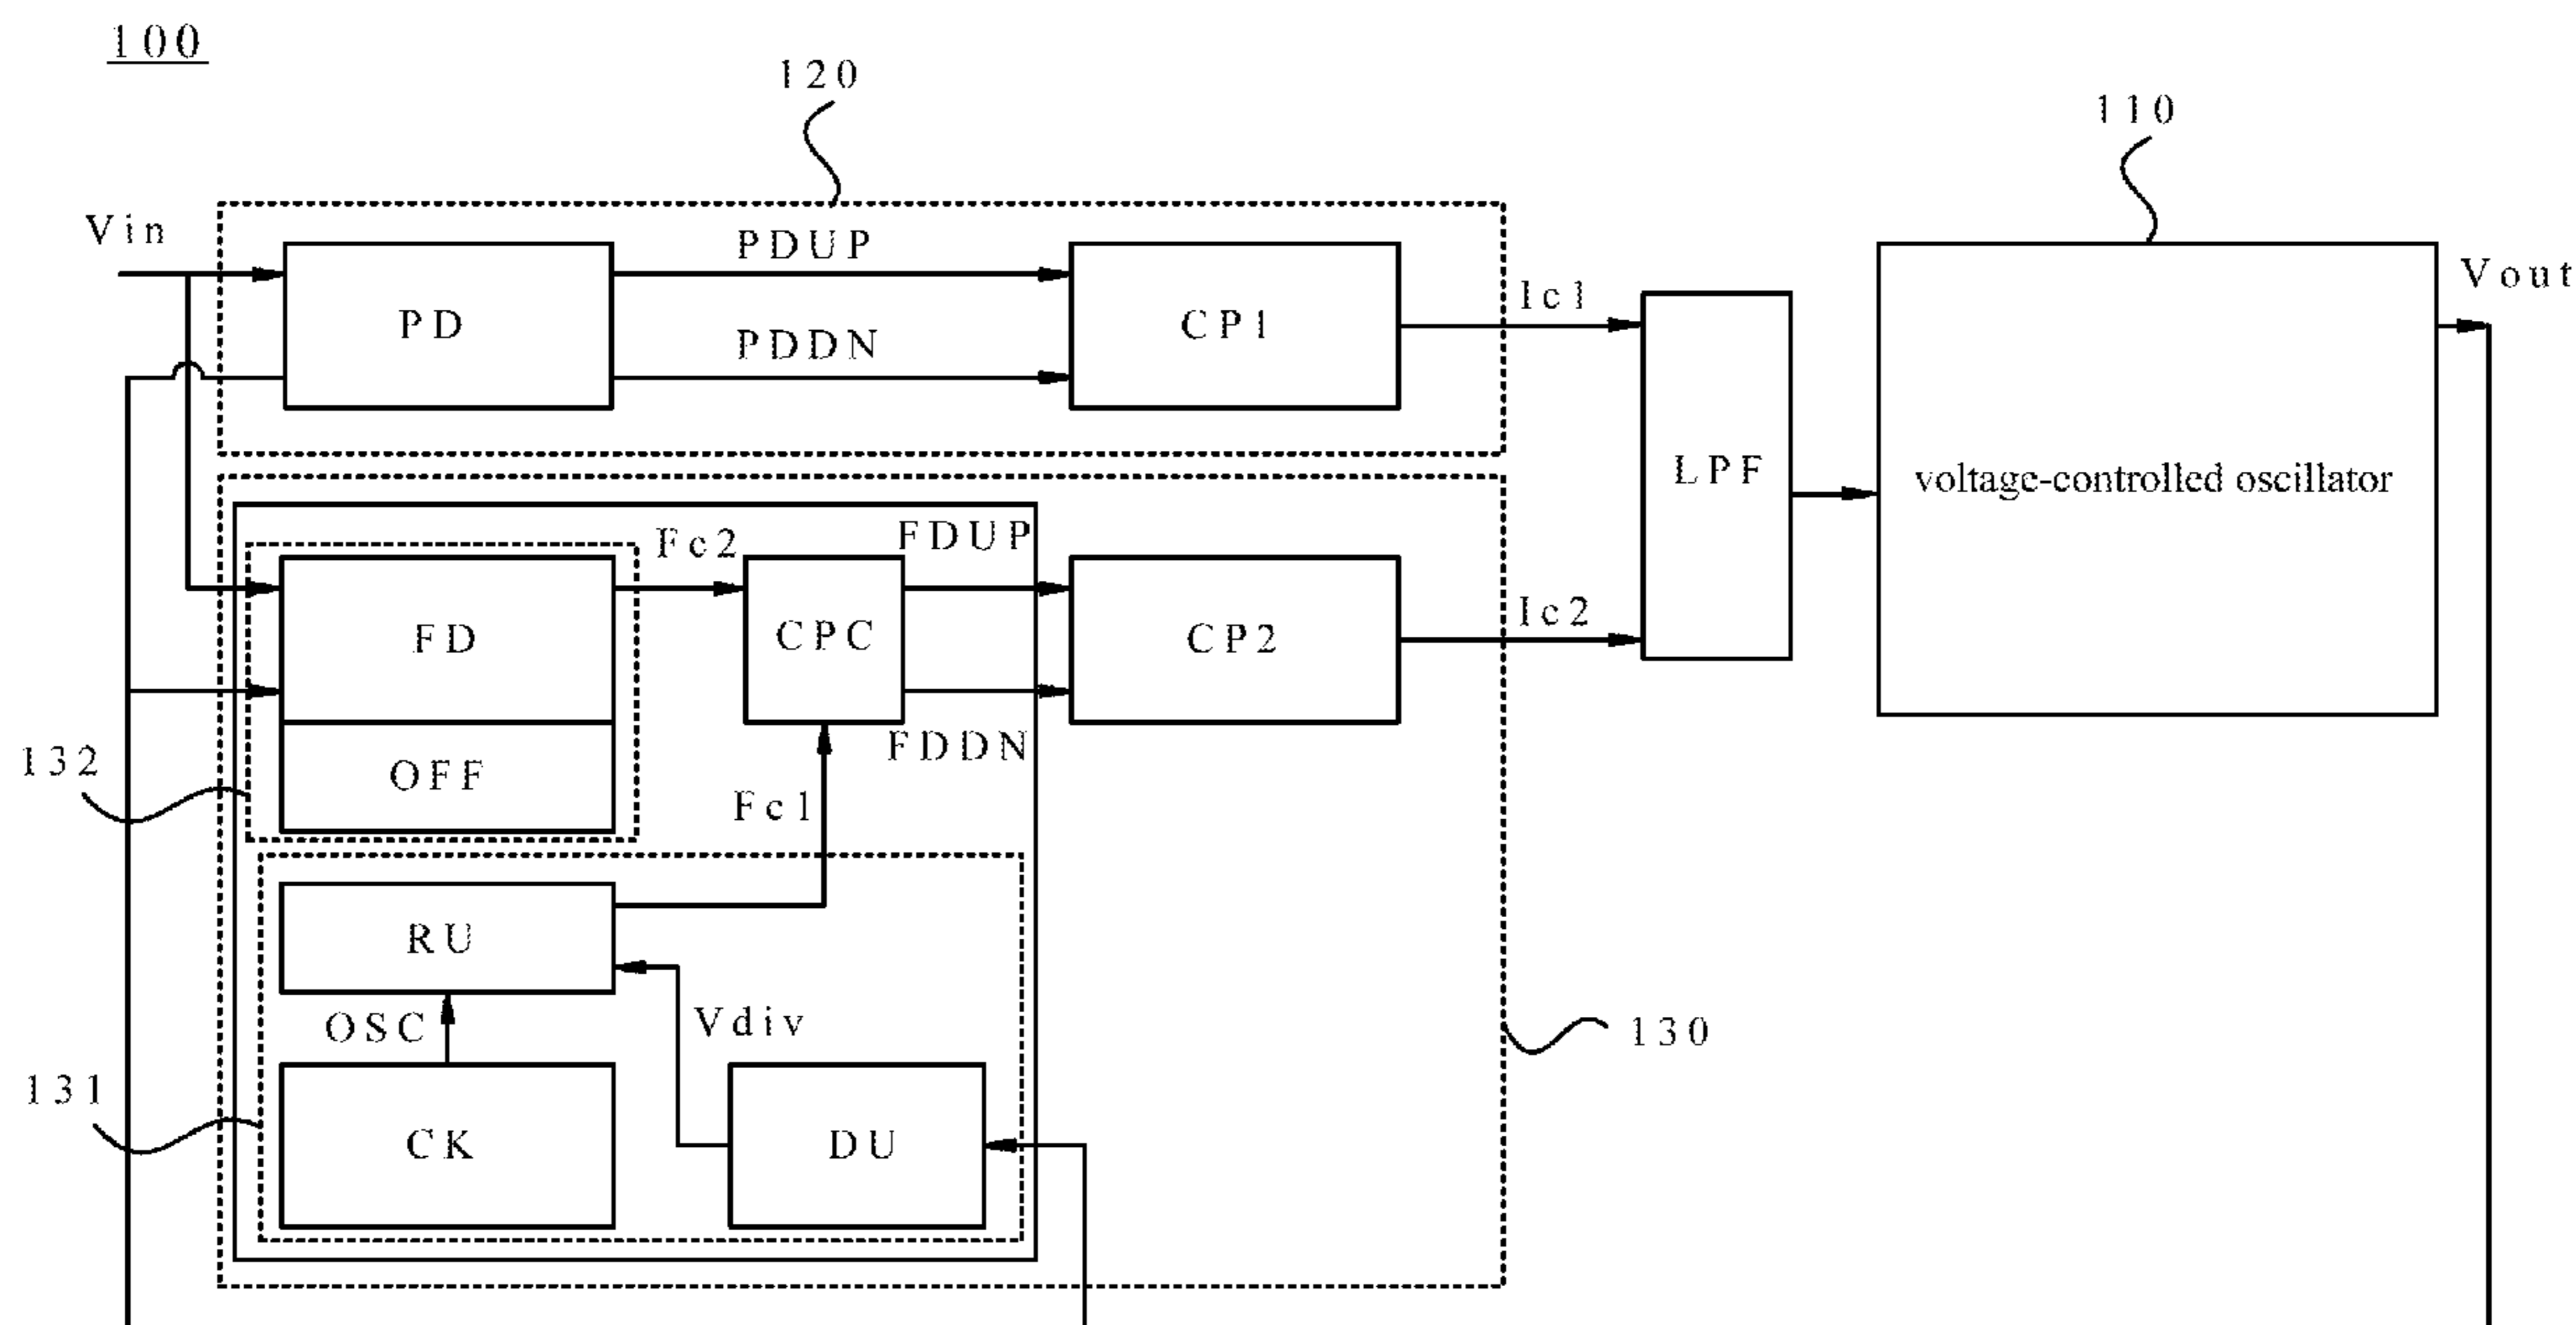 100
120
110
Vin
PDUP
Vout
PD
CP1
Ic1
PDDN
LPF
voltage-controlled oscillator
Fc2
FDUP
FD
CPC
CP2
Ic2
FDDN
132
OFF
Fc1
RU
OSC
Vdiv
130
131
CK
DU